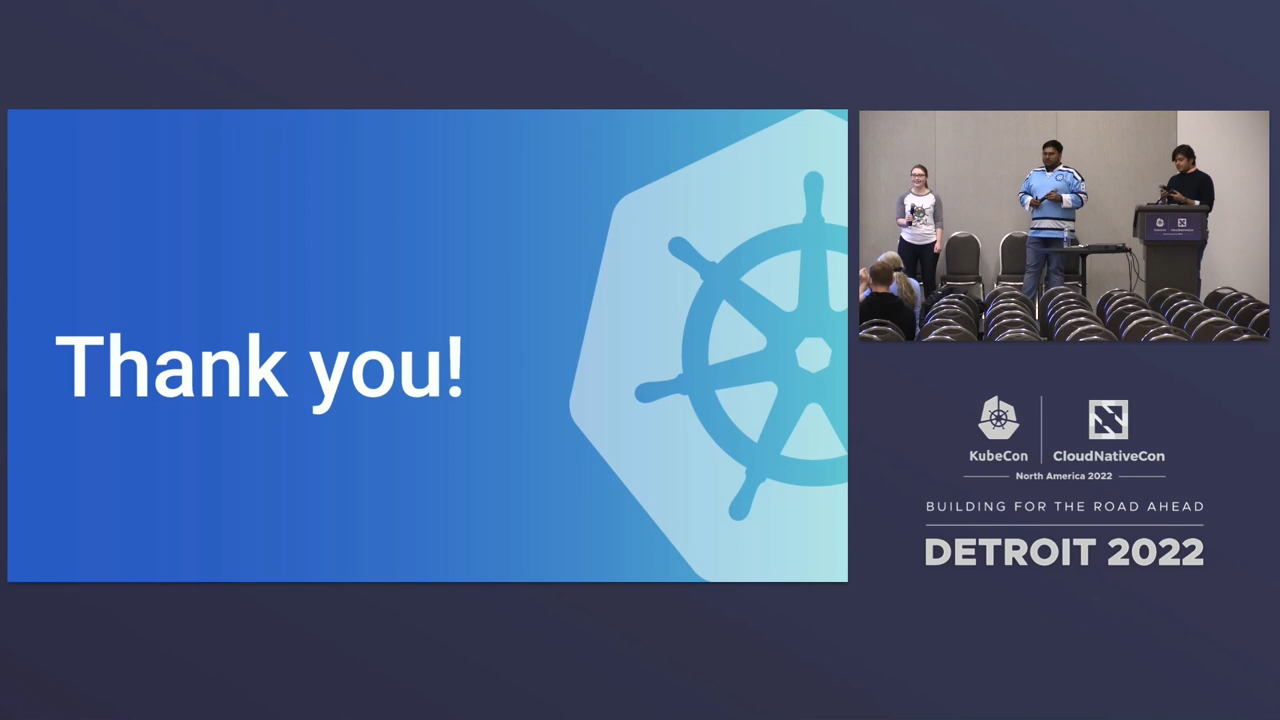 Thank you!
KubeCon
CloudNativeCon
North America 2022
BUILDING FOR THE ROAD AHEAD
DETROIT 2022